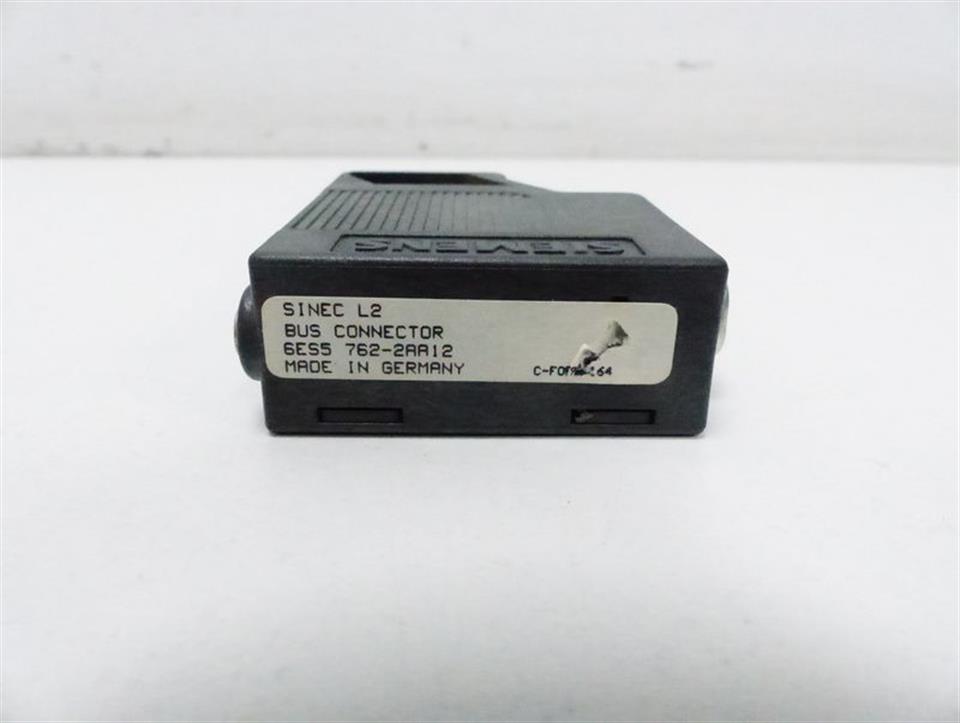 SIEMENS
SINEC L2
BUS CONNECTOR
6ES5 762-2AA12
MADE IN GERMANY